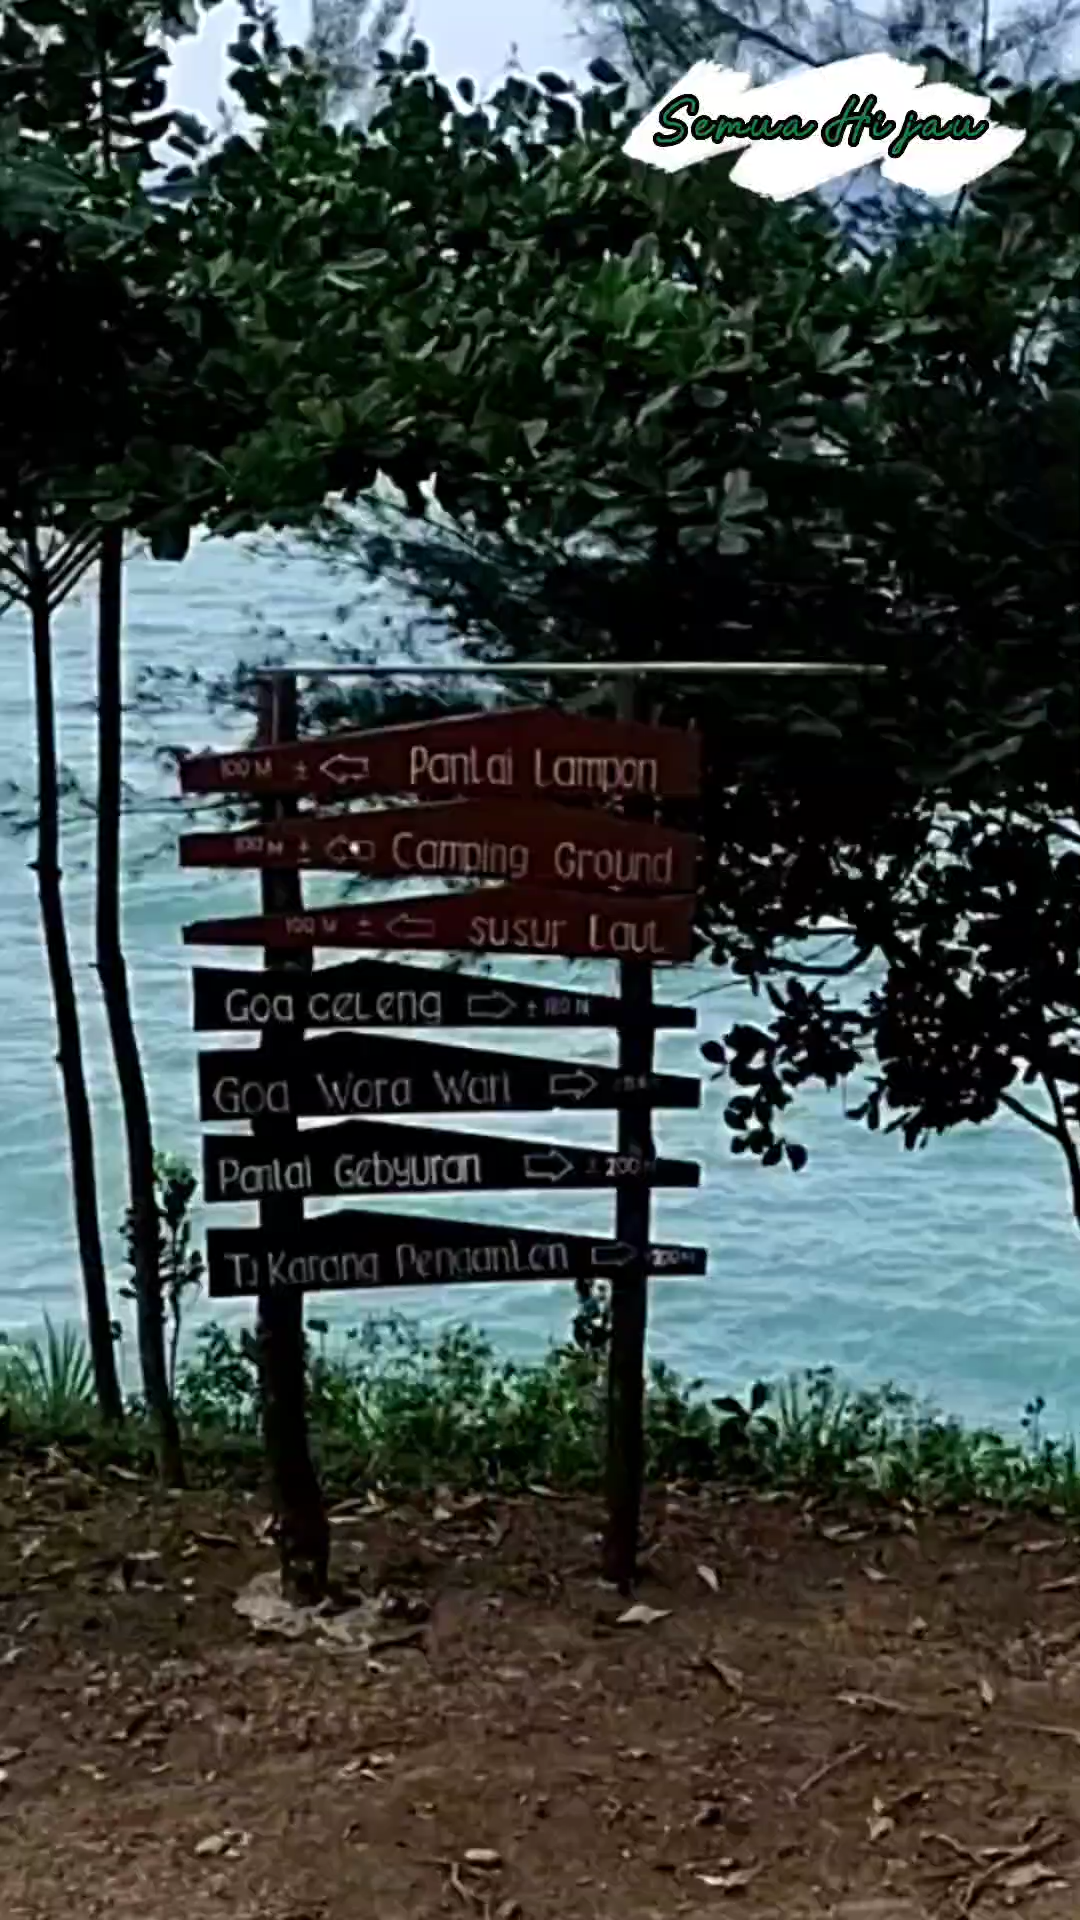 Semua Hijau
100 M ± Pantai Lampon
100 M ± Camping Ground
100 M ± susur Laut
Goa CELENG ± 180 M
Goa Wora Wari
Pantai Gebyuran ± 200 M
TJ Karang Penganten